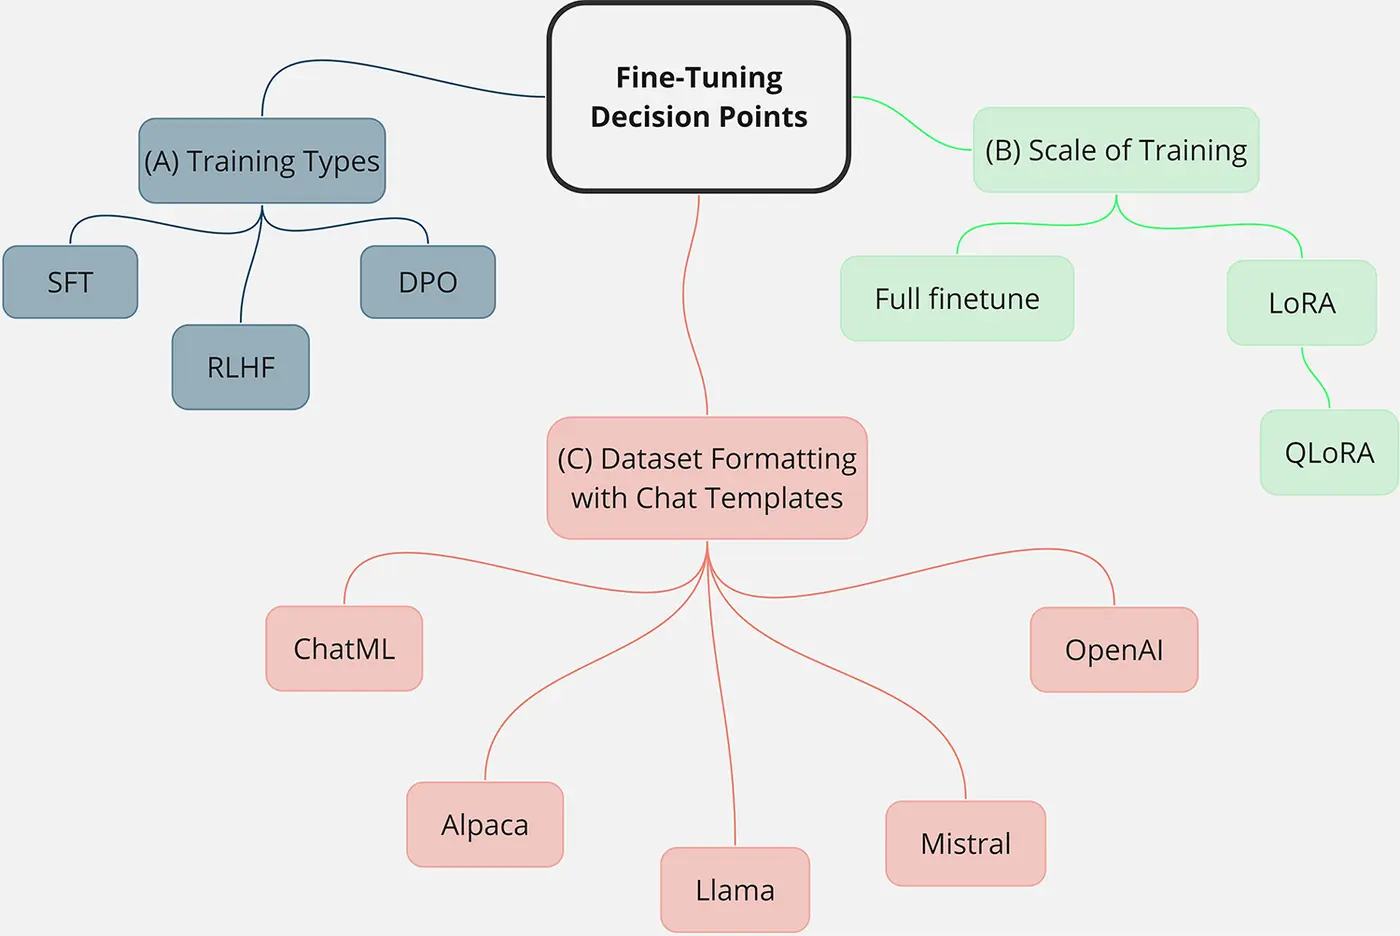 Fine-Tuning
Decision Points
(A) Training Types
SFT
RLHF
DPO
(B) Scale of Training
Full finetune
LoRA
QLoRA
(C) Dataset Formatting
with Chat Templates
ChatML
Alpaca
Llama
Mistral
OpenAI